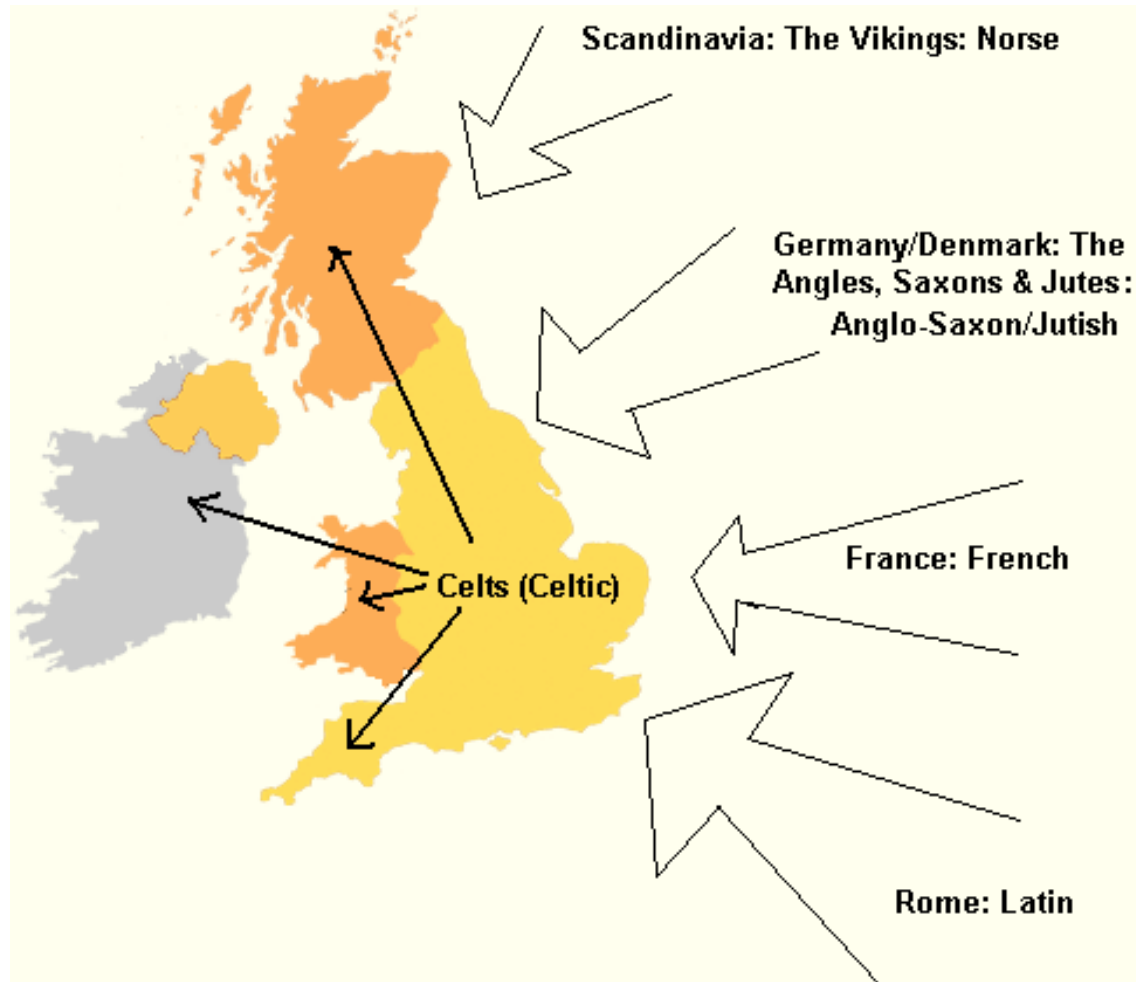 Scandinavia: The Vikings: Norse
Germany/Denmark: The
Angles, Saxons & Jutes:
Anglo-Saxon/Jutish
France: French
Celts (Celtic)
Rome: Latin